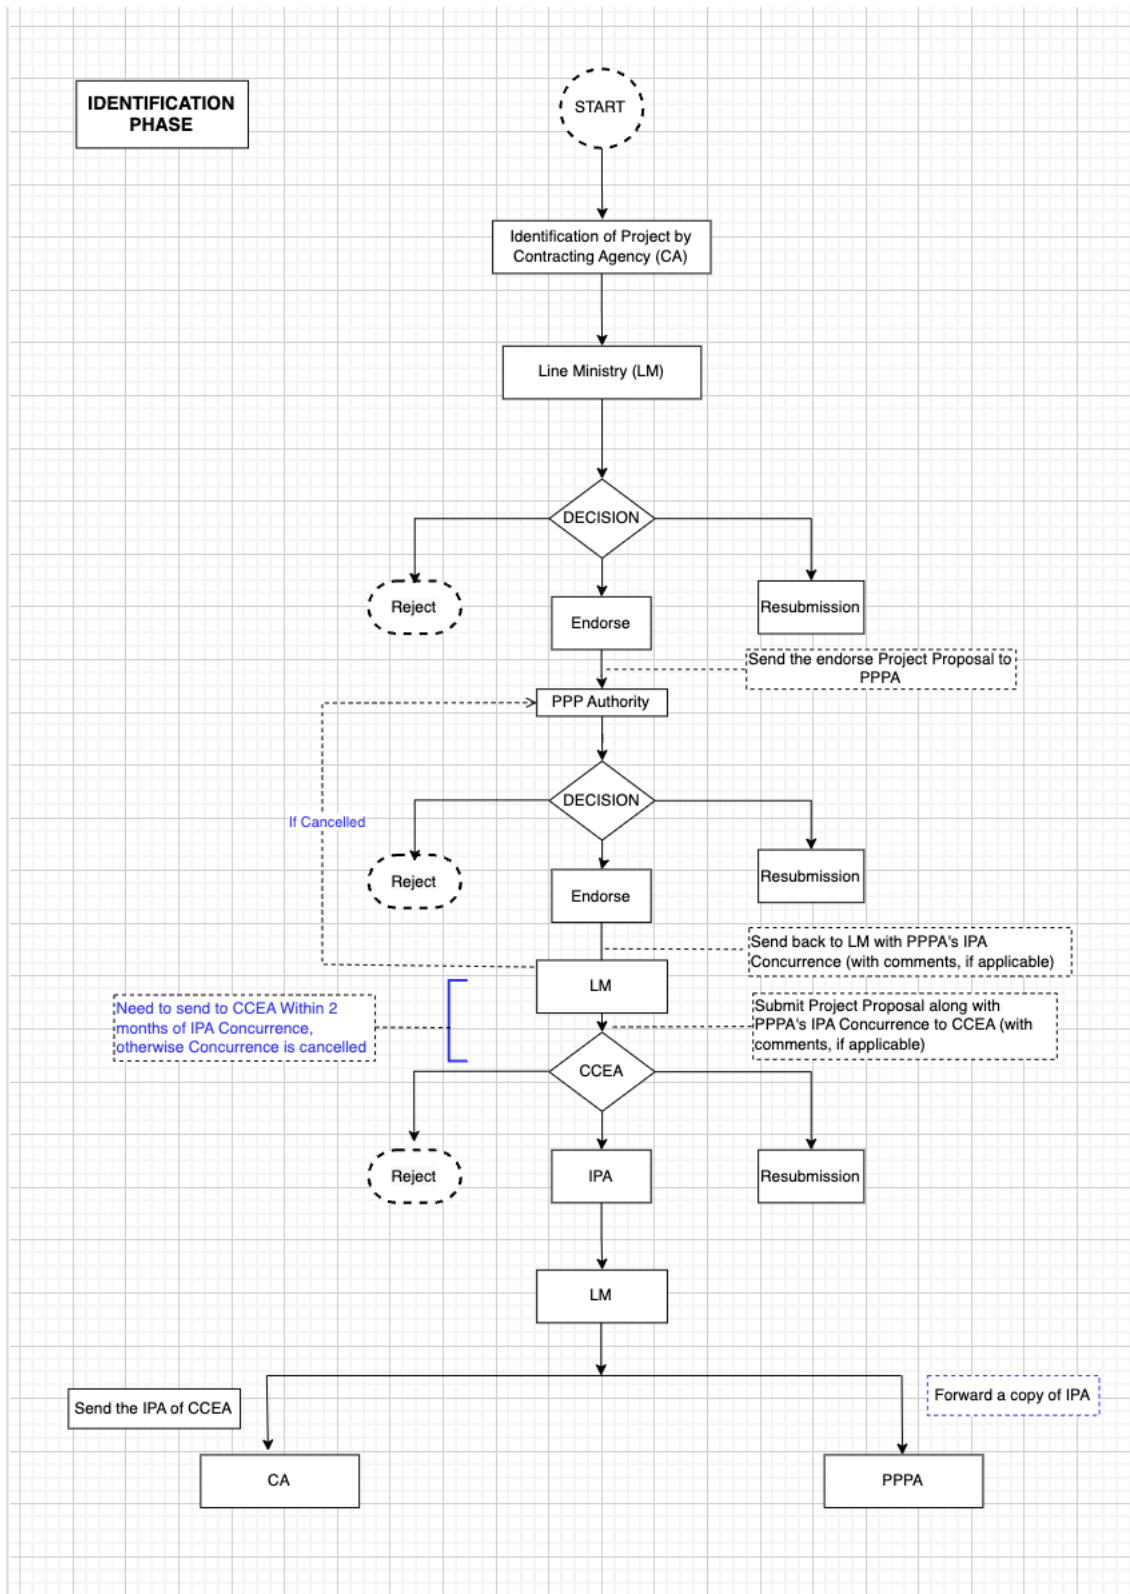 IDENTIFICATION
PHASE
START
Identification of Project by
Contracting Agency (CA)
Line Ministry (LM)
DECISION
Reject
Endorse
Resubmission
Send the endorse Project Proposal to
PPPA
PPP Authority
DECISION
If Cancelled
Reject
Endorse
Resubmission
Send back to LM with PPPA's IPA
Concurrence (with comments, if applicable)
LM
Need to send to CCEA Within 2
months of IPA Concurrence,
otherwise Concurrence is cancelled
Submit Project Proposal along with
PPPA's IPA Concurrence to CCEA (with
comments, if applicable)
CCEA
Reject
IPA
Resubmission
LM
Send the IPA of CCEA
Forward a copy of IPA
CA
PPPA